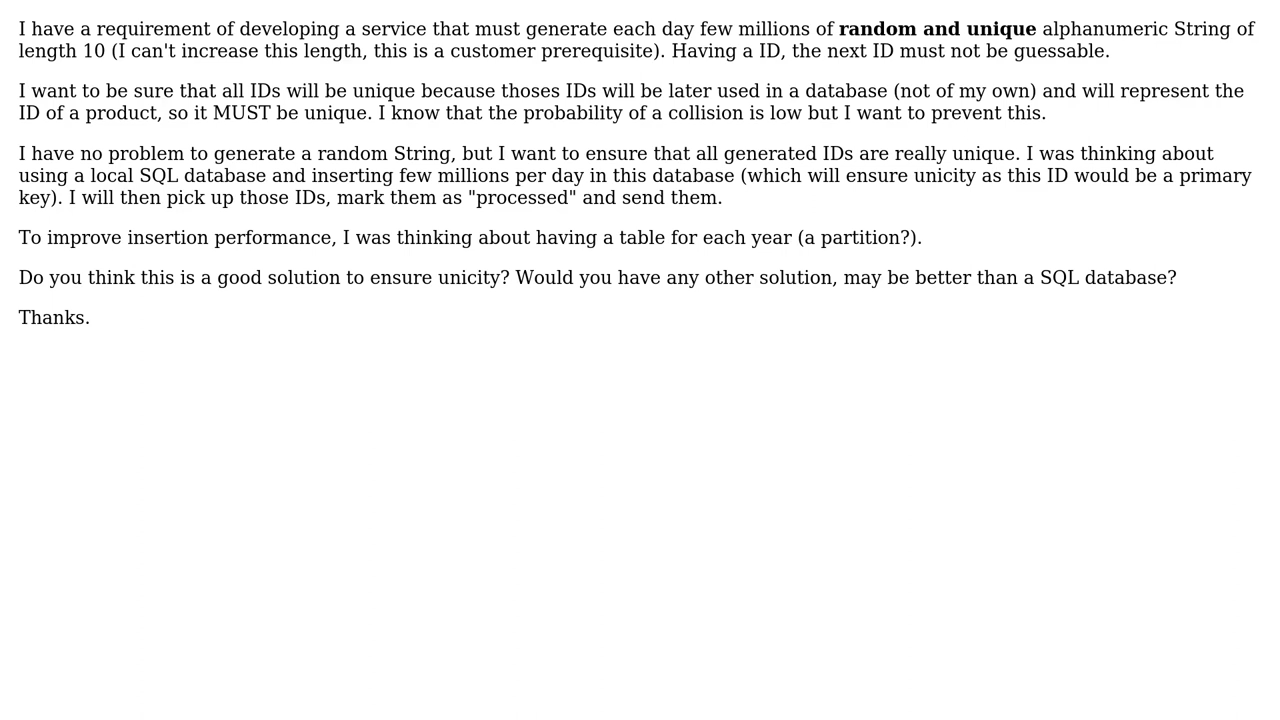 I have a requirement of developing a service that must generate each day few millions of random and unique alphanumeric String of
length 10 (I can't increase this length, this is a customer prerequisite). Having a ID, the next ID must not be guessable.
I want to be sure that all IDs will be unique because thoses IDs will be later used in a database (not of my own) and will represent the
ID of a product, so it MUST be unique. I know that the probability of a collision is low but I want to prevent this.
I have no problem to generate a random String, but I want to ensure that all generated IDs are really unique. I was thinking about
using a local SQL database and inserting few millions per day in this database (which will ensure unicity as this ID would be a primary
key). I will then pick up those IDs, mark them as "processed" and send them.
To improve insertion performance, I was thinking about having a table for each year (a partition?).
Do you think this is a good solution to ensure unicity? Would you have any other solution, may be better than a SQL database?
Thanks.